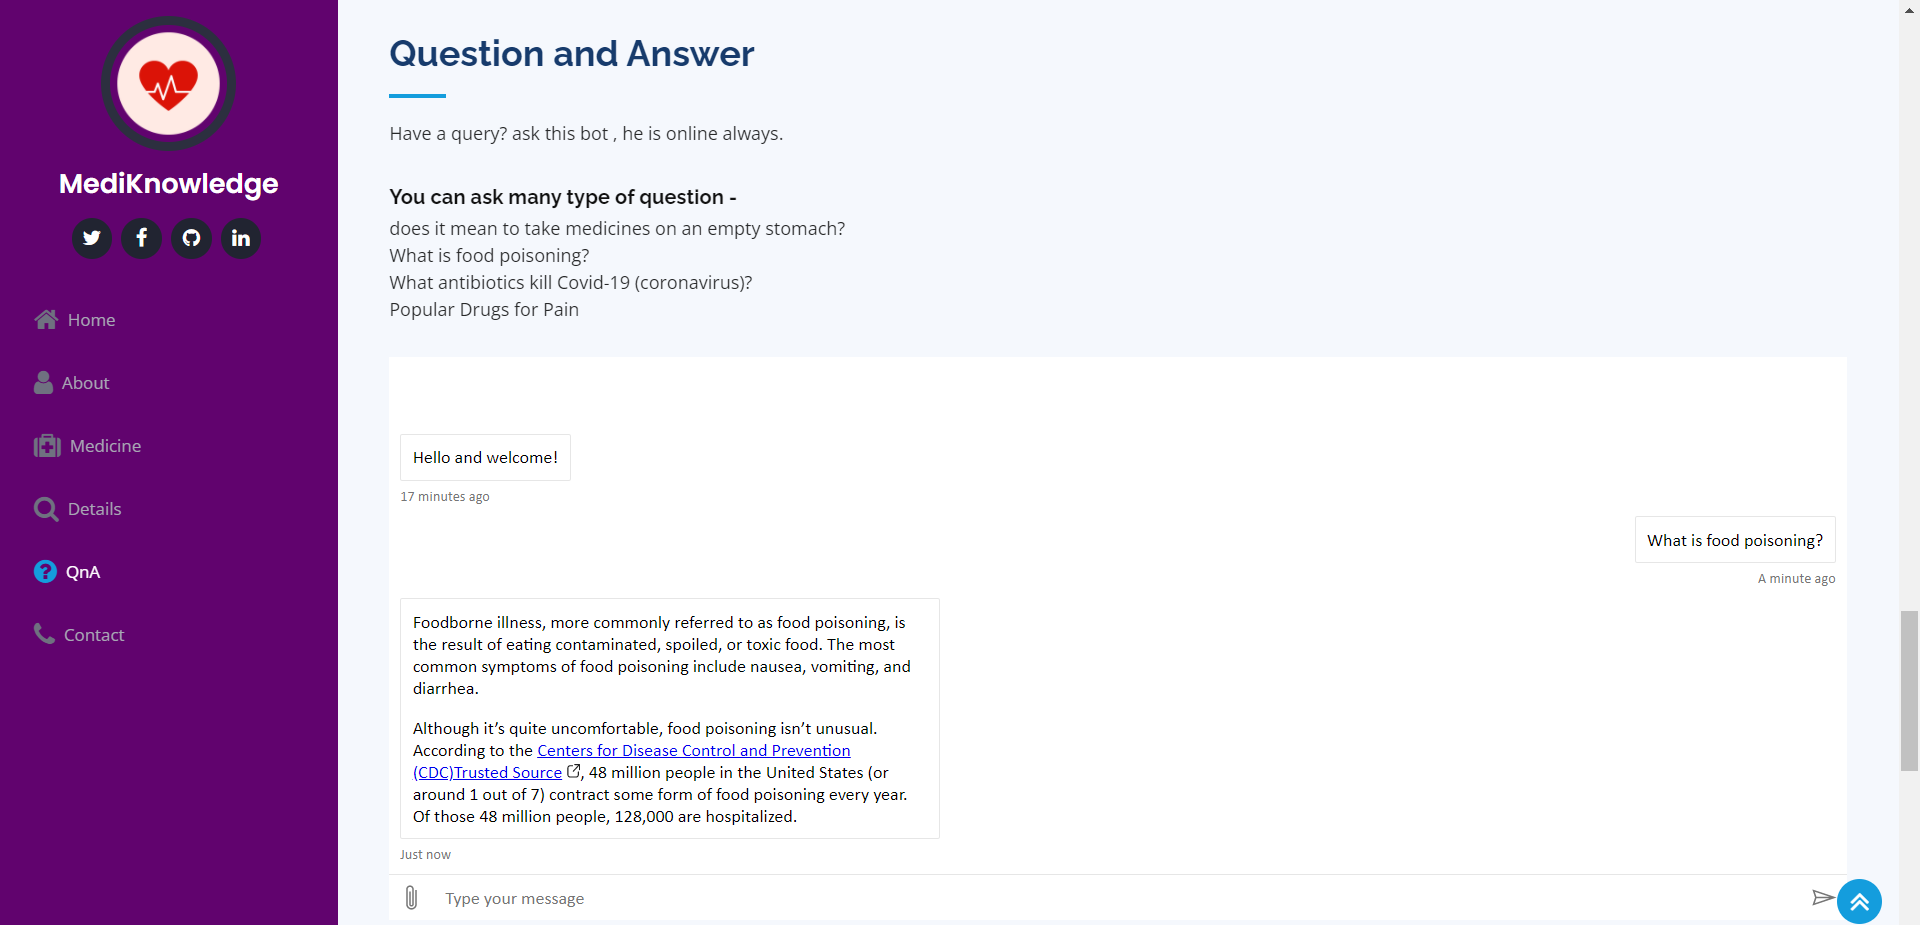 MediKnowledge
Home
About
Medicine
Details
QnA
Contact
Question and Answer
Have a query? ask this bot , he is online always.
You can ask many type of question -
does it mean to take medicines on an empty stomach?
What is food poisoning?
What antibiotics kill Covid-19 (coronavirus)?
Popular Drugs for Pain
Hello and welcome!
17 minutes ago
What is food poisoning?
A minute ago
Foodborne illness, more commonly referred to as food poisoning, is
the result of eating contaminated, spoiled, or toxic food. The most
common symptoms of food poisoning include nausea, vomiting, and
diarrhea.
Although it’s quite uncomfortable, food poisoning isn’t unusual.
According to the Centers for Disease Control and Prevention
(CDC)Trusted Source, 48 million people in the United States (or
around 1 out of 7) contract some form of food poisoning every year.
Of those 48 million people, 128,000 are hospitalized.
Just now
Type your message